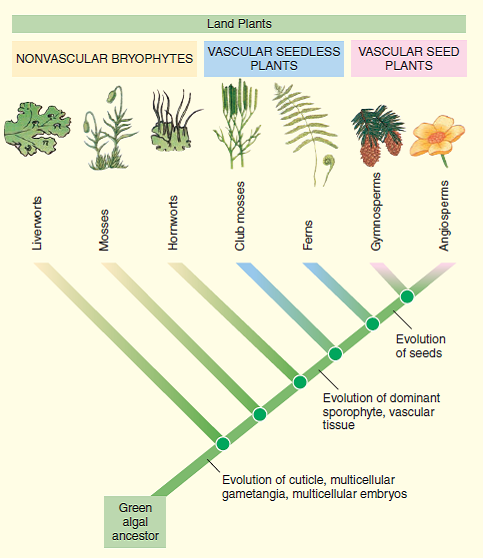 Land Plants
NONVASCULAR BRYOPHYTES
VASCULAR SEEDLESS
PLANTS
VASCULAR SEED
PLANTS
Liverworts
Mosses
Hornworts
Club mosses
Ferns
Gymnosperms
Angiosperms
Evolution
of seeds
Evolution of dominant
sporophyte, vascular
tissue
Evolution of cuticle, multicellular
gametangia, multicellular embryos
Green
algal
ancestor